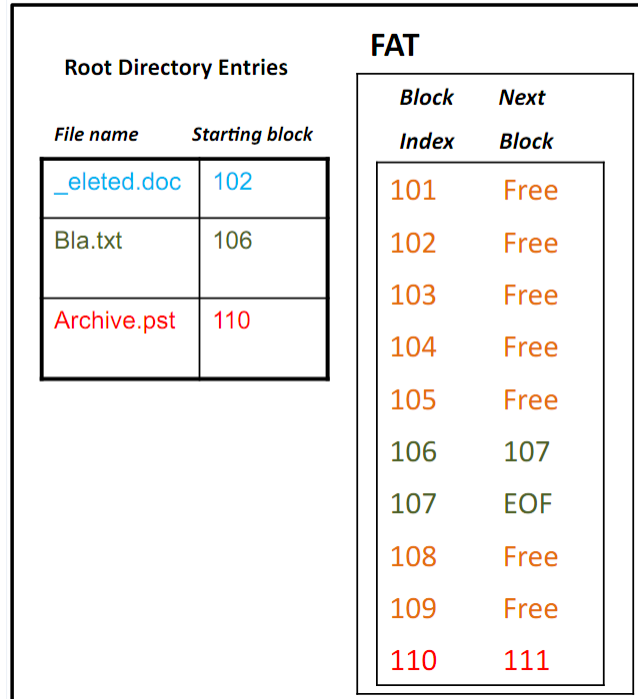 Root Directory Entries
File name Starting block
_eleted.doc 102
Bla.txt 106
Archive.pst 110
FAT
Block Next
Index Block
101 Free
102 Free
103 Free
104 Free
105 Free
106 107
107 EOF
108 Free
109 Free
110 111